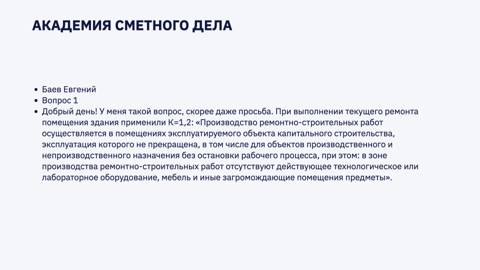 АКАДЕМИЯ СМЕТНОГО ДЕЛА
• Баев Евгений
• Вопрос 1
• Добрый день! У меня такой вопрос, скорее даже просьба. При выполнении текущего ремонта
помещения здания применили К=1,2: «Производство ремонтно-строительных работ
осуществляется в помещениях эксплуатируемого объекта капитального строительства,
эксплуатация которого не прекращена, в том числе для объектов производственного и
непроизводственного назначения без остановки рабочего процесса, при этом: в зоне
производства ремонтно-строительных работ отсутствуют действующее технологическое или
лабораторное оборудование, мебель и иные загромождающие помещения предметы».